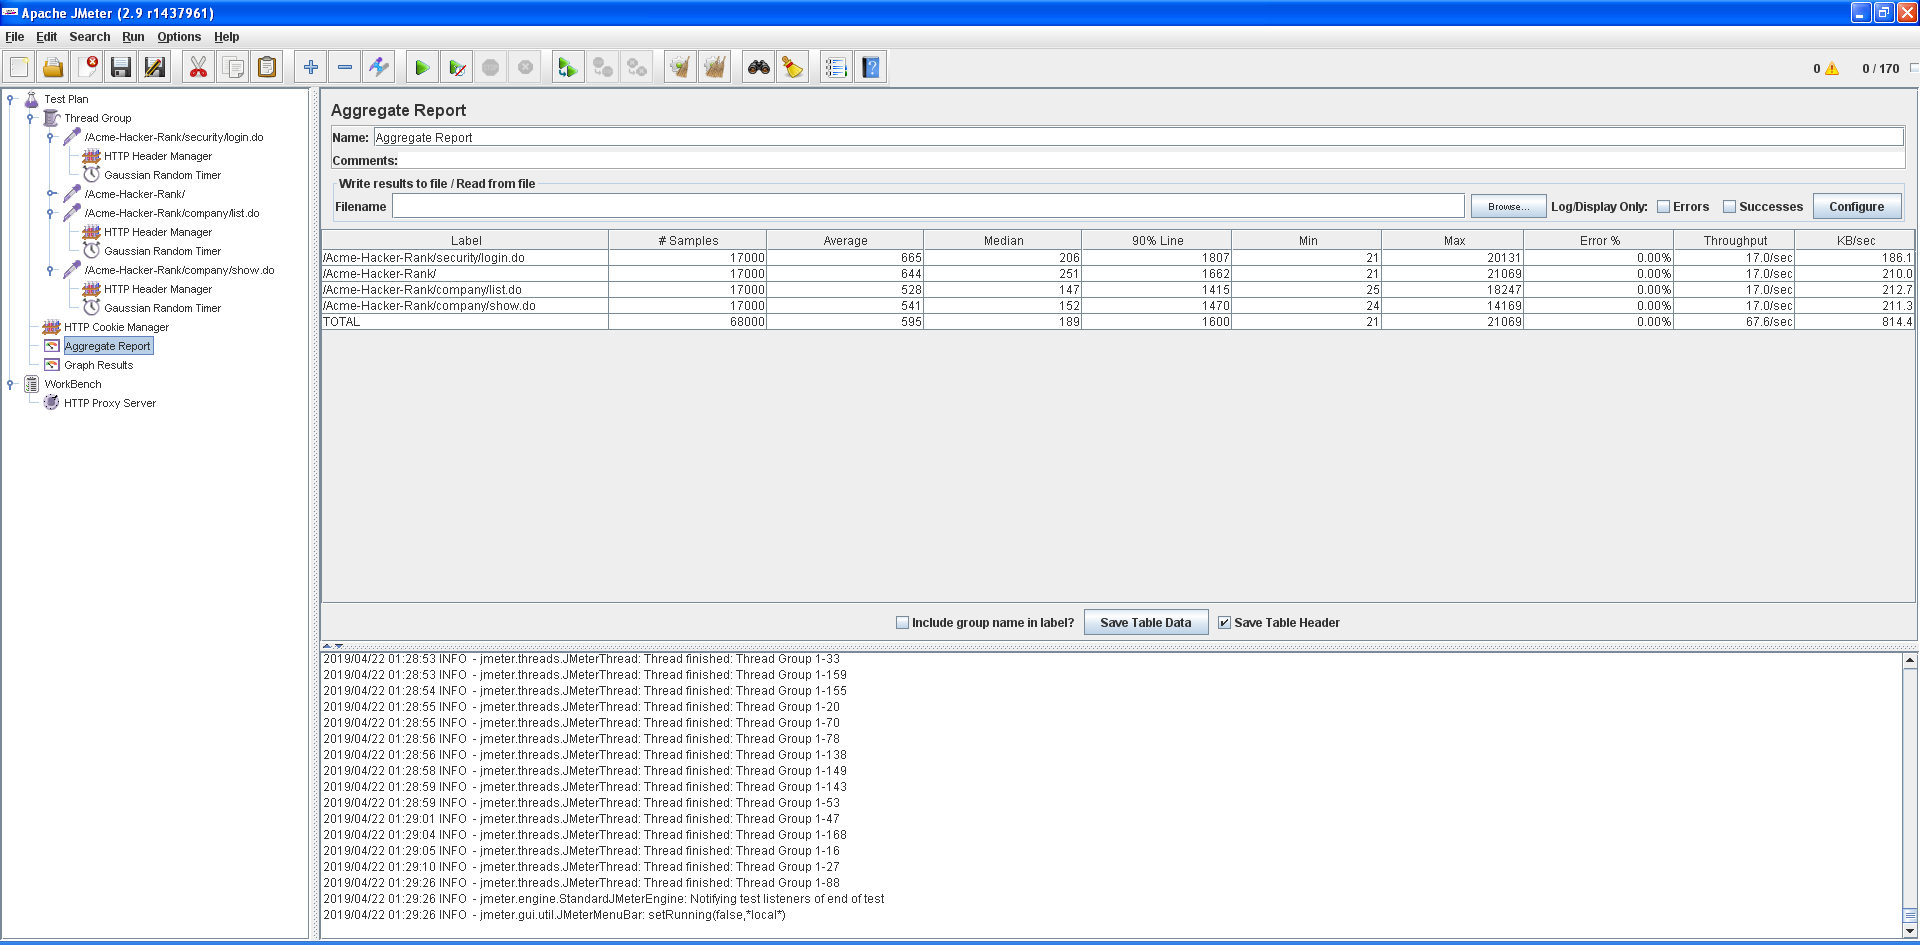 Apache JMeter (2.9 r1437961)
File Edit Search Run Options Help
0 0 / 170
Test Plan
Thread Group
/Acme-Hacker-Rank/security/login.do
HTTP Header Manager
Gaussian Random Timer
/Acme-Hacker-Rank/
/Acme-Hacker-Rank/company/list.do
HTTP Header Manager
Gaussian Random Timer
/Acme-Hacker-Rank/company/show.do
HTTP Header Manager
Gaussian Random Timer
HTTP Cookie Manager
Aggregate Report
Graph Results
WorkBench
HTTP Proxy Server
Aggregate Report
Name: Aggregate Report
Comments:
Write results to file / Read from file
Filename Browse... Log/Display Only: Errors Successes Configure
Label # Samples Average Median 90% Line Min Max Error % Throughput KB/sec
/Acme-Hacker-Rank/security/login.do 17000 665 206 1807 21 20131 0.00% 17.0/sec 186.1
/Acme-Hacker-Rank/ 17000 644 251 1662 21 21069 0.00% 17.0/sec 210.0
/Acme-Hacker-Rank/company/list.do 17000 528 147 1415 25 18247 0.00% 17.0/sec 212.7
/Acme-Hacker-Rank/company/show.do 17000 541 152 1470 24 14169 0.00% 17.0/sec 211.3
TOTAL 68000 595 189 1600 21 21069 0.00% 67.6/sec 814.4
Include group name in label? Save Table Data Save Table Header
2019/04/22 01:28:53 INFO - jmeter.threads.JMeterThread: Thread finished: Thread Group 1-33
2019/04/22 01:28:53 INFO - jmeter.threads.JMeterThread: Thread finished: Thread Group 1-159
2019/04/22 01:28:54 INFO - jmeter.threads.JMeterThread: Thread finished: Thread Group 1-155
2019/04/22 01:28:55 INFO - jmeter.threads.JMeterThread: Thread finished: Thread Group 1-20
2019/04/22 01:28:55 INFO - jmeter.threads.JMeterThread: Thread finished: Thread Group 1-70
2019/04/22 01:28:56 INFO - jmeter.threads.JMeterThread: Thread finished: Thread Group 1-78
2019/04/22 01:28:56 INFO - jmeter.threads.JMeterThread: Thread finished: Thread Group 1-138
2019/04/22 01:28:58 INFO - jmeter.threads.JMeterThread: Thread finished: Thread Group 1-149
2019/04/22 01:28:59 INFO - jmeter.threads.JMeterThread: Thread finished: Thread Group 1-143
2019/04/22 01:28:59 INFO - jmeter.threads.JMeterThread: Thread finished: Thread Group 1-53
2019/04/22 01:29:01 INFO - jmeter.threads.JMeterThread: Thread finished: Thread Group 1-47
2019/04/22 01:29:04 INFO - jmeter.threads.JMeterThread: Thread finished: Thread Group 1-168
2019/04/22 01:29:05 INFO - jmeter.threads.JMeterThread: Thread finished: Thread Group 1-16
2019/04/22 01:29:10 INFO - jmeter.threads.JMeterThread: Thread finished: Thread Group 1-27
2019/04/22 01:29:26 INFO - jmeter.threads.JMeterThread: Thread finished: Thread Group 1-88
2019/04/22 01:29:26 INFO - jmeter.engine.StandardJMeterEngine: Notifying test listeners of end of test
2019/04/22 01:29:26 INFO - jmeter.gui.util.JMeterMenuBar: setRunning(false,*local*)